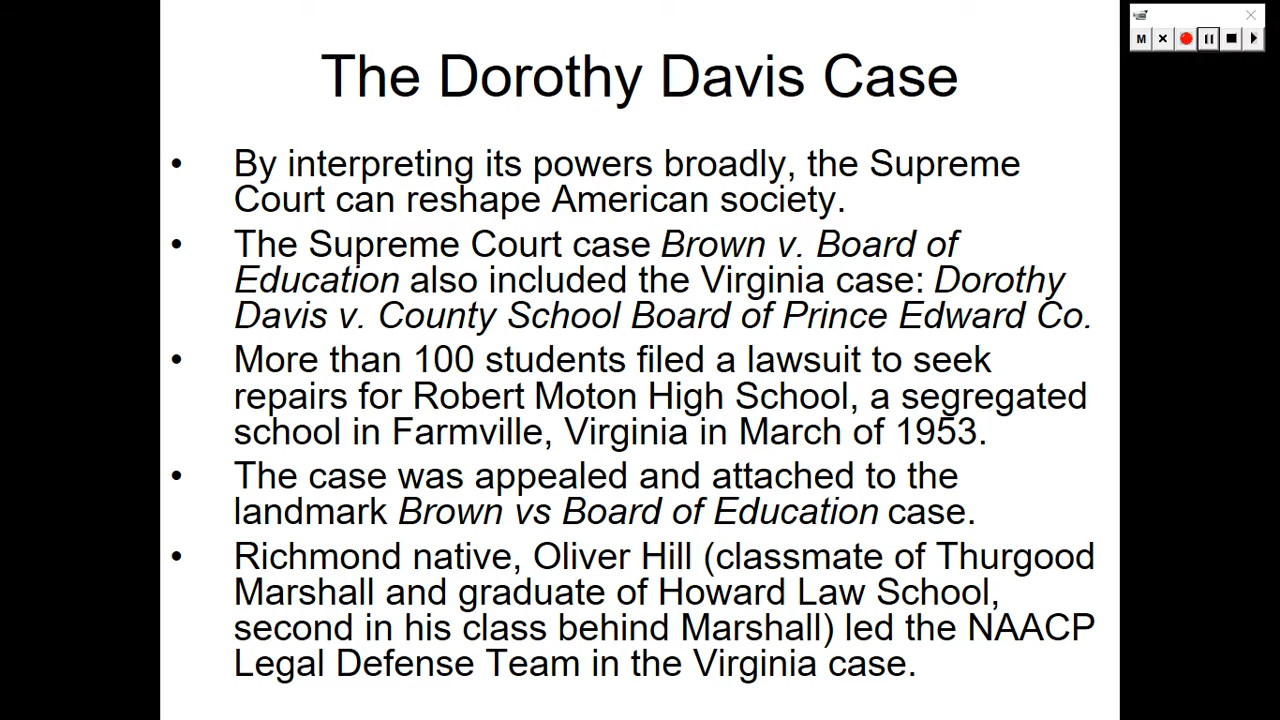 The Dorothy Davis Case
M
• By interpreting its powers broadly, the Supreme
Court can reshape American society.
• The Supreme Court case Brown v. Board of
Education also included the Virginia case: Dorothy
Davis v. County School Board of Prince Edward Co.
• More than 100 students filed a lawsuit to seek
repairs for Robert Moton High School, a segregated
school in Farmville, Virginia in March of 1953.
• The case was appealed and attached to the
landmark Brown vs Board of Education case.
• Richmond native, Oliver Hill (classmate of Thurgood
Marshall and graduate of Howard Law School,
second in his class behind Marshall) led the NAACP
Legal Defense Team in the Virginia case.